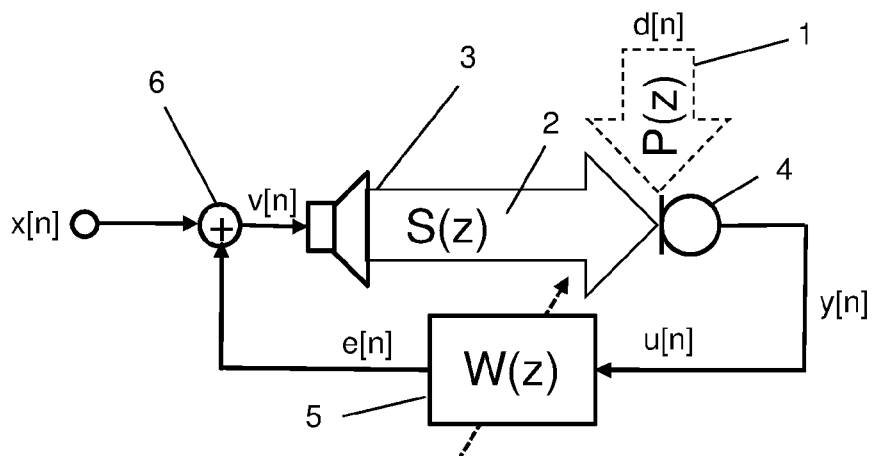 d[n]
1
6
3
2
P(z)
4
x[n]
+
v[n]
S(z)
y[n]
e[n]
W(z)
u[n]
5